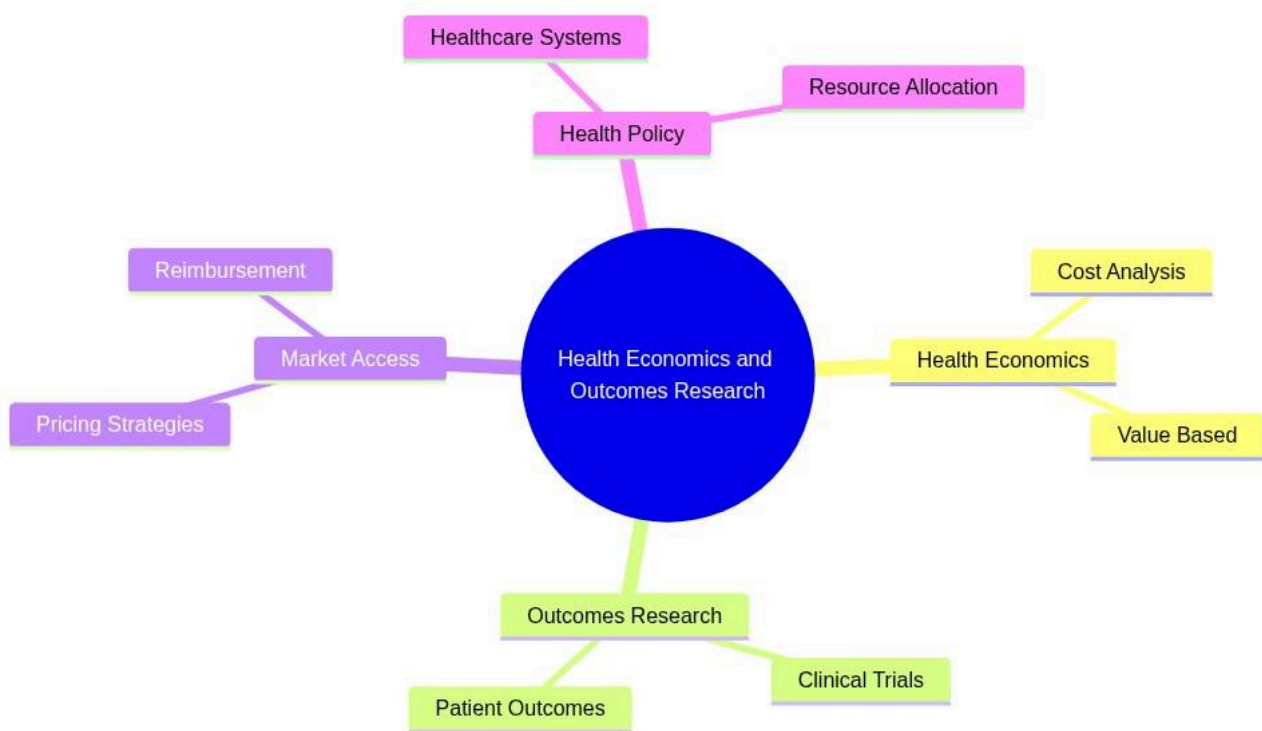 Healthcare Systems
Resource Allocation
Health Policy
Reimbursement
Cost Analysis
Market Access
Health Economics and
Outcomes Research
Health Economics
Pricing Strategies
Value Based
Outcomes Research
Clinical Trials
Patient Outcomes